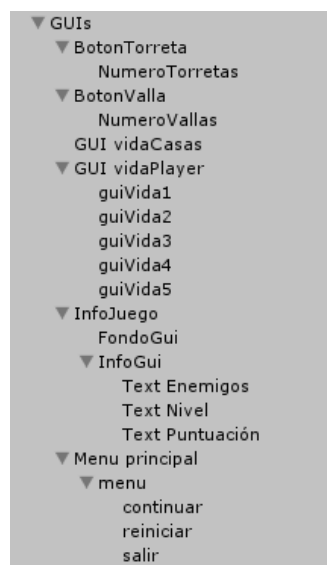 GUIs
BotonTorreta
NumeroTorretas
BotonValla
NumeroVallas
GUI vidaCasas
GUI vidaPlayer
guiVida1
guiVida2
guiVida3
guiVida4
guiVida5
InfoJuego
FondoGui
InfoGui
Text Enemigos
Text Nivel
Text Puntuación
Menu principal
menu
continuar
reiniciar
salir